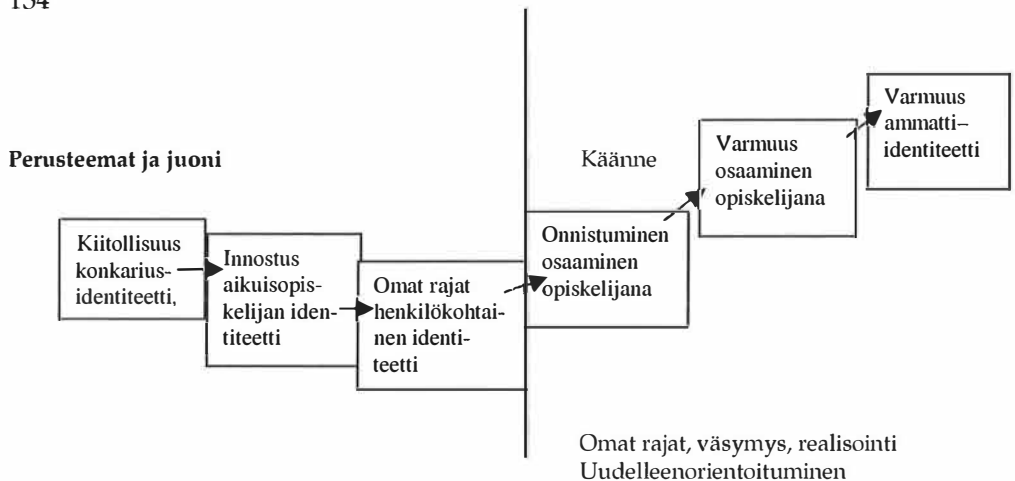 134
Perusteemat ja juoni
Käänne
Kiitollisuus
konkarius-
identiteetti,
Innostus
aikuisopis-
kelijan iden-
titeetti
Omat rajat
henkilökohtai-
nen identi-
teetti
Onnistuminen
osaaminen
opiskelijana
Varmuus
osaaminen
opiskelijana
Varmuus
ammatti–
identiteetti
Omat rajat, väsymys, realisointi
Uudelleenorientoituminen